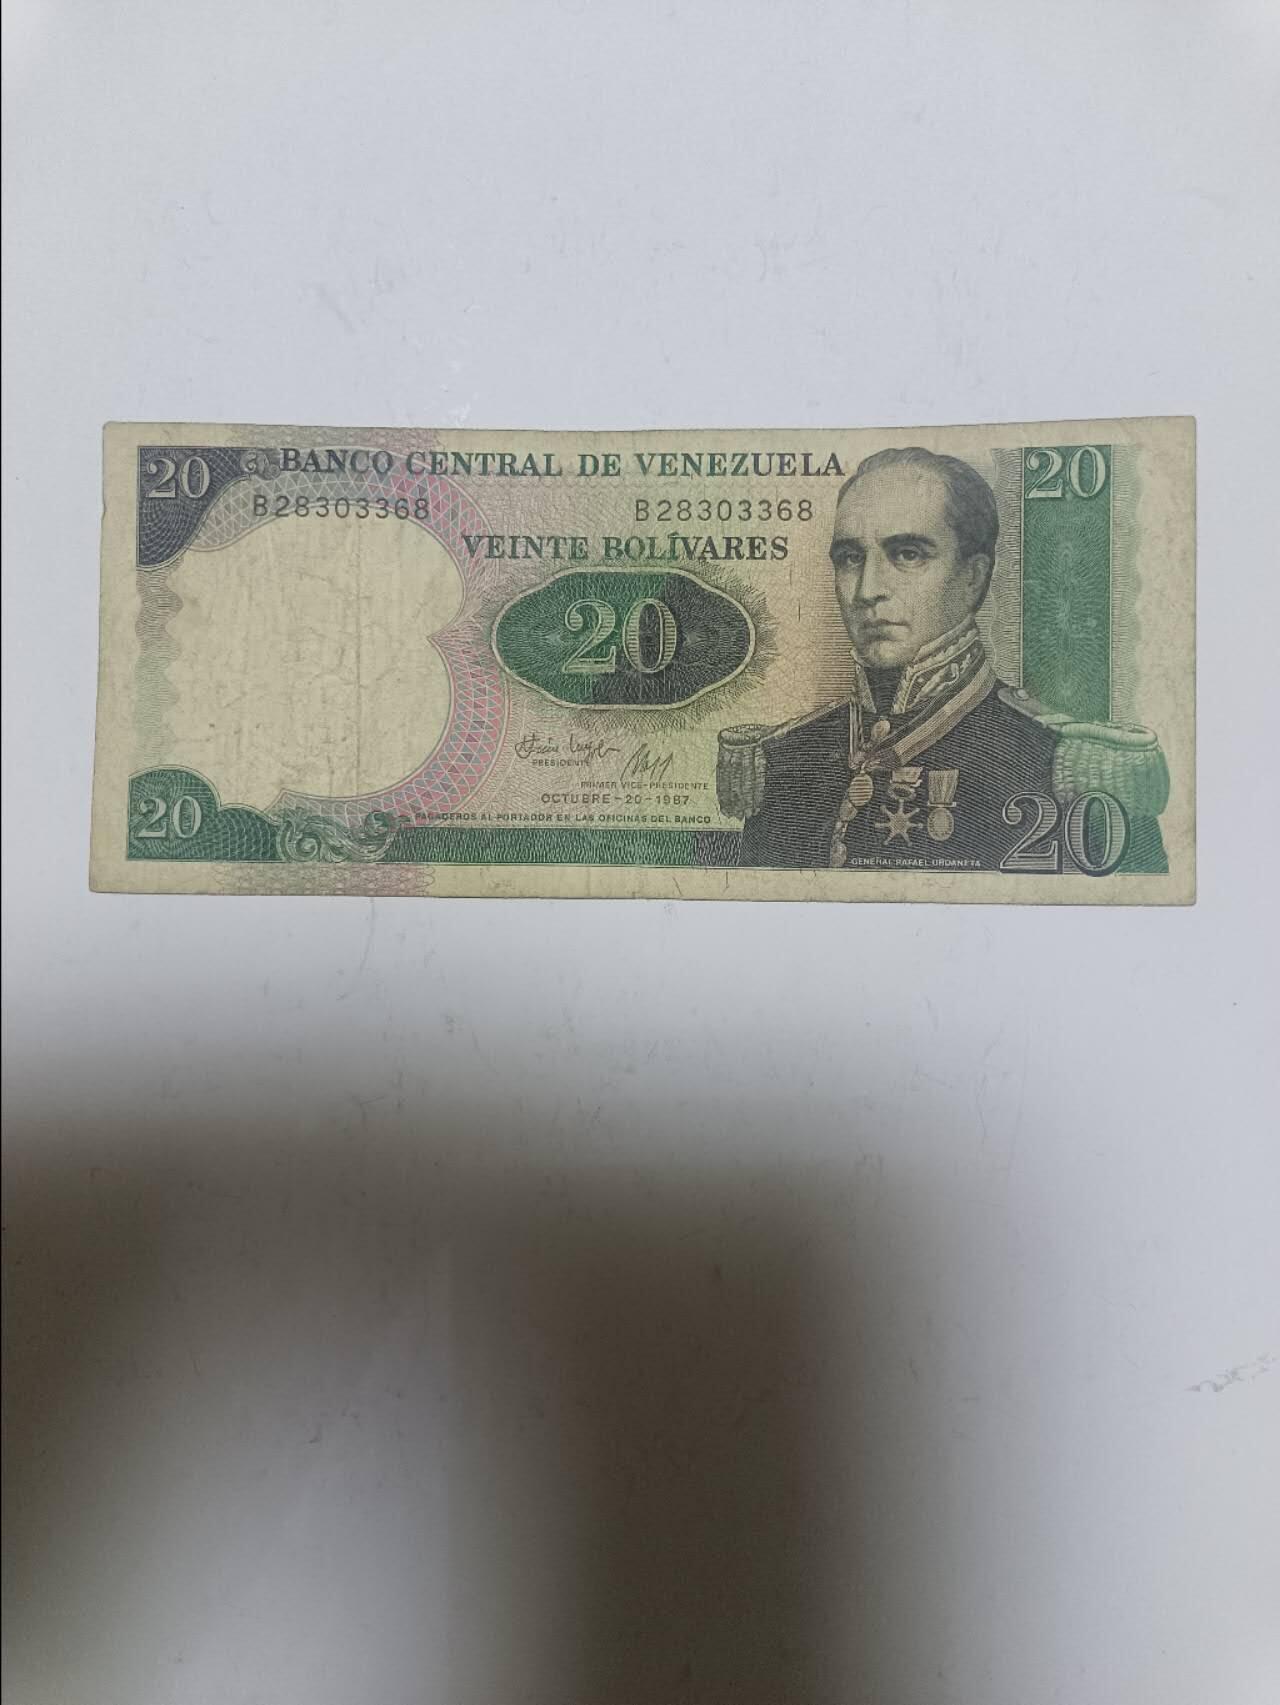 20 BANCO CENTRAL DE VENEZUELA 20
B28303368 B28303368
VEINTE BOLÍVARES
20
PRESIDENTE
PRIMER VICE-PRESIDENTE
OCTUBRE-20-1987
20 PAGADEROS AL PORTADOR EN LAS OFICINAS DEL BANCO 20
GENERAL RAFAEL URDANETA